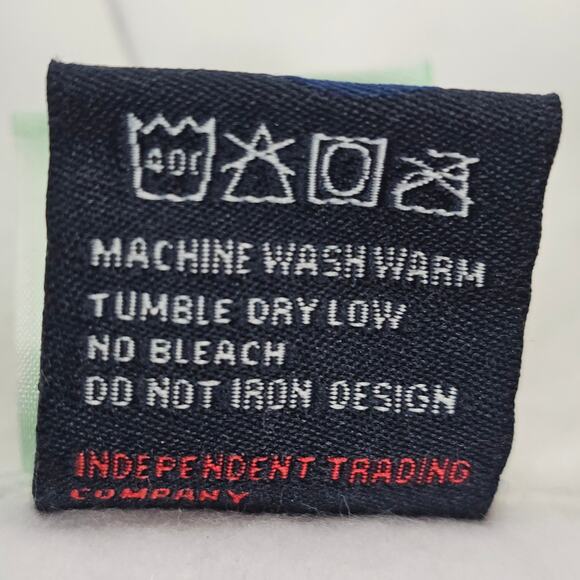 40C
MACHINE WASH WARM
TUMBLE DRY LOW
NO BLEACH
DO NOT IRON DESIGN
INDEPENDENT TRADING
COMPANY